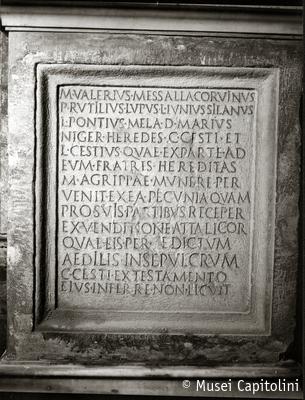 M·VALERIVS·MESSALLA CORVINVS
P·RVTILIVS·LVPVS·L·IVNIVS·SILANVS
L·PONTIVS·MELA·D·MARIVS
NIGER·HEREDES·C·CESTI·ET
L·CESTIVS·QVAE·EX PARTE·AD
EVM·FRATRIS·HEREDITAS
M·AGRIPPAE·MVNERE·PER
VENIT·EX EA·PECVNIA·QVAM
PRO SVIS PARTIBVS·RECEPER
EX VENDITIONE·ATTALICOR
QVAE·EIS·PER·EDICTVM
AEDILIS·IN SEPVLCRVM
C·CESTI·EX TESTAMENTO
EIVS·INFERRE·NON·LICVIT
© Musei Capitolini